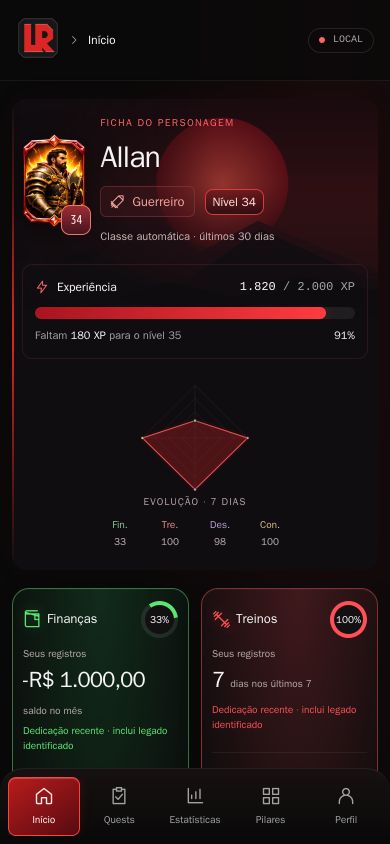 LR
Início
LOCAL
FICHA DO PERSONAGEM
Allan
34
Guerreiro
Nível 34
Classe automática · últimos 30 dias
Experiência
1.820 / 2.000 XP
Faltam 180 XP para o nível 35
91%
EVOLUÇÃO · 7 DIAS
Fin. Tre. Des. Con.
33 100 98 100
Finanças
33%
Seus registros
-R$ 1.000,00
saldo no mês
Dedicação recente · inclui legado
identificado
Treinos
100%
Seus registros
7 dias nos últimos 7
Dedicação recente · inclui legado
identificado
Início Quests Estatísticas Pilares Perfil